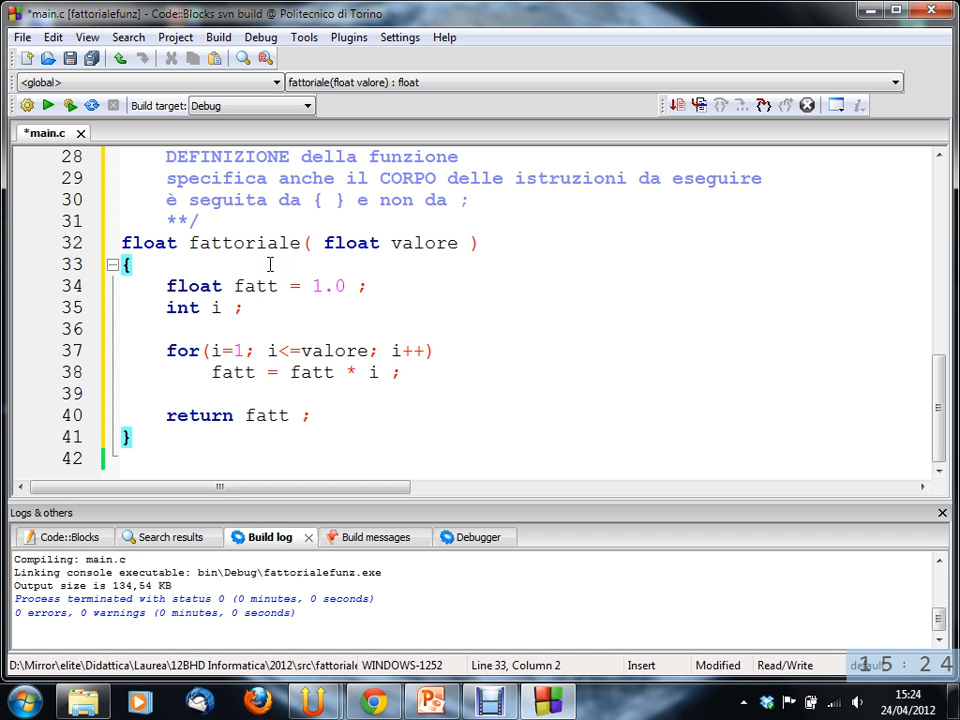 *main.c [fattorialefunz] - Code::Blocks svn build @ Politecnico di Torino
File Edit View Search Project Build Debug Tools Plugins Settings Help
<global> fattoriale(float valore) : float
Build target: Debug
*main.c
28 DEFINIZIONE della funzione
29 specifica anche il CORPO delle istruzioni da eseguire
30 è seguita da { } e non da ;
31 **/
32 float fattoriale( float valore )
33 {
34 float fatt = 1.0 ;
35 int i ;
36
37 for(i=1; i<=valore; i++)
38 fatt = fatt * i ;
39
40 return fatt ;
41 }
42
Logs & others
Code::Blocks Search results Build log Build messages Debugger
Compiling: main.c
Linking console executable: bin\Debug\fattorialefunz.exe
Output size is 134,54 KB
Process terminated with status 0 (0 minutes, 0 seconds)
0 errors, 0 warnings (0 minutes, 0 seconds)
D:\Mirror\elite\Didattica\Laurea\12BHD Informatica\2012\src\fattoriale WINDOWS-1252 Line 33, Column 2 Insert Modified Read/Write default
15:24
15:24
24/04/2012